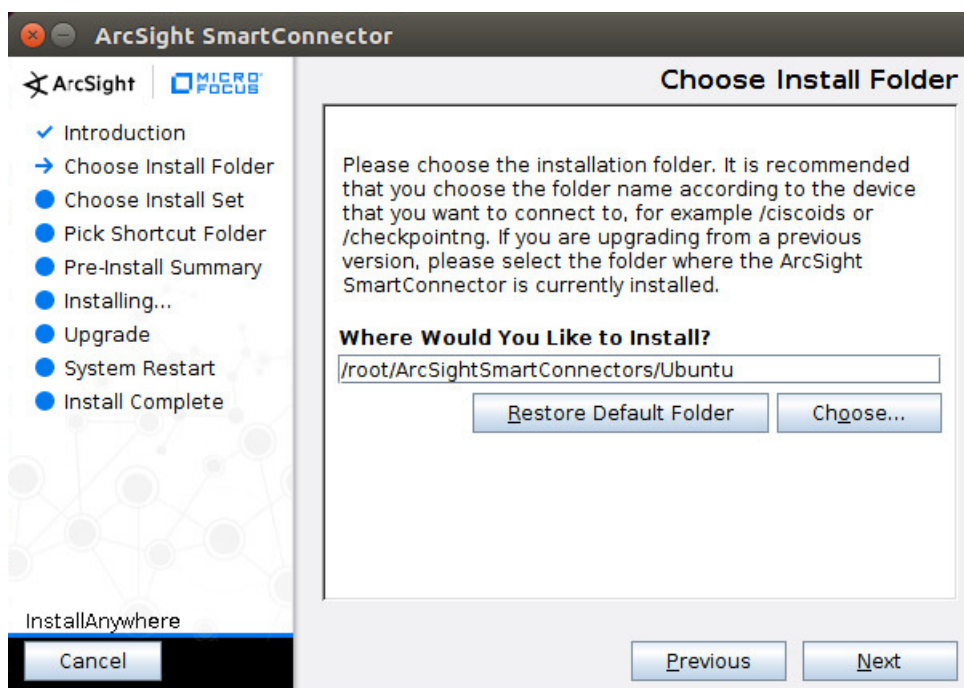 ArcSight SmartConnector
ArcSight
MICRO
FOCUS
Choose Install Folder
Introduction
Choose Install Folder
Choose Install Set
Pick Shortcut Folder
Pre-Install Summary
Installing...
Upgrade
System Restart
Install Complete
Please choose the installation folder. It is recommended
that you choose the folder name according to the device
that you want to connect to, for example /ciscoids or
/checkpointng. If you are upgrading from a previous
version, please select the folder where the ArcSight
SmartConnector is currently installed.
Where Would You Like to Install?
/root/ArcSightSmartConnectors/Ubuntu
Restore Default Folder
Choose...
InstallAnywhere
Cancel
Previous
Next